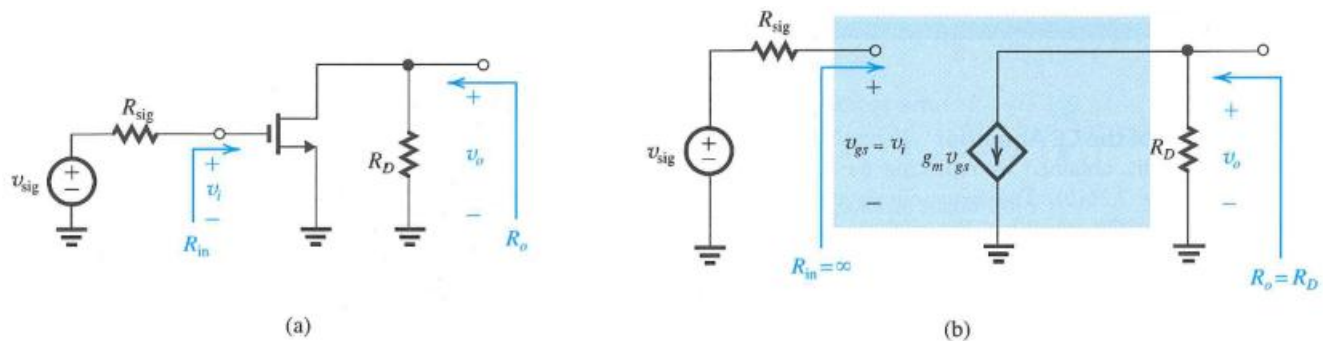 R_sig
v_sig
+
−
+
v_i
−
R_in
R_D
+
v_o
−
R_o
(a)
R_sig
v_sig
+
−
+
v_gs = v_i
−
R_in = ∞
g_m v_gs
R_D
+
v_o
−
R_o = R_D
(b)